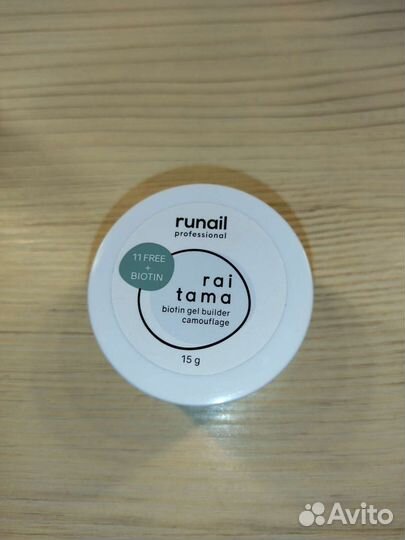 runail
professional
11 FREE
+
BIOTIN
rai
tama
biotin gel builder
camouflage
15 g
Avito